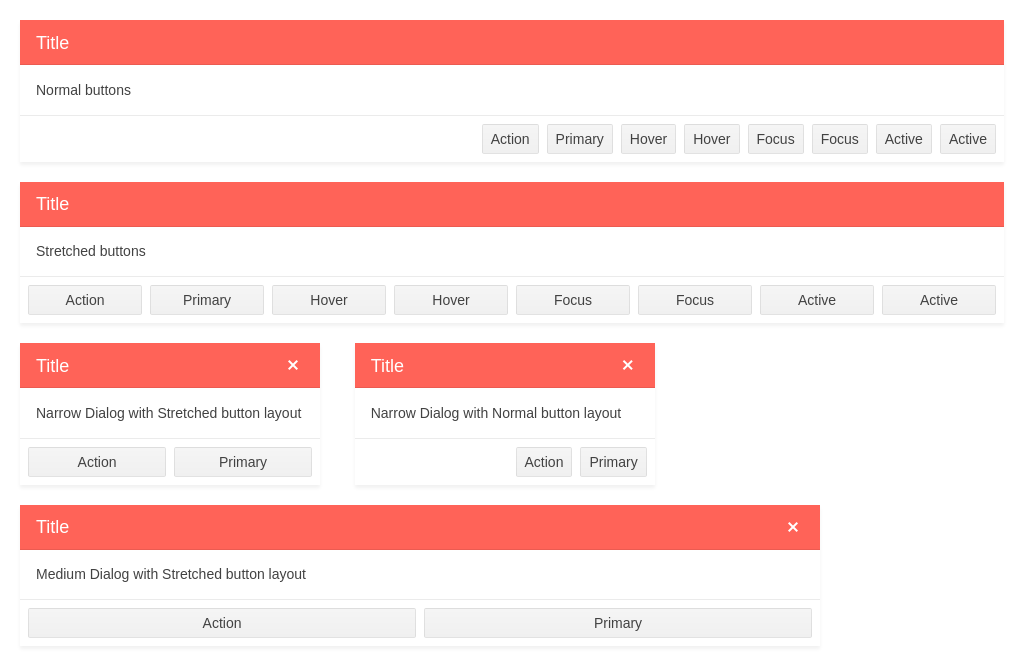 Title
Normal buttons
Action Primary Hover Hover Focus Focus Active Active
Title
Stretched buttons
Action Primary Hover Hover Focus Focus Active Active
Title
Narrow Dialog with Stretched button layout
Action Primary
Title
Narrow Dialog with Normal button layout
Action Primary
Title
Medium Dialog with Stretched button layout
Action Primary